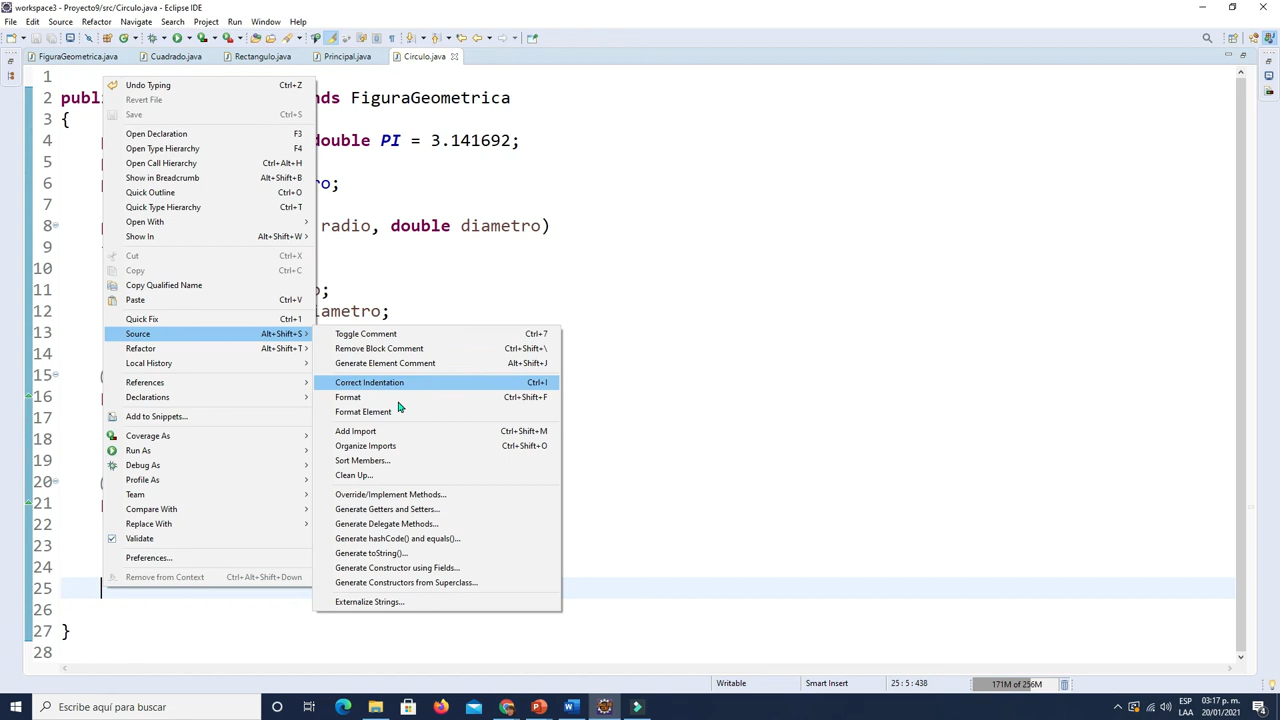 workspace3 - Proyecto9/src/Circulo.java - Eclipse IDE
File Edit Source Refactor Navigate Search Project Run Window Help
FiguraGeometrica.java Cuadrado.java Rectangulo.java Principal.java Circulo.java
1
2 publ nds FiguraGeometrica
3 {
4 double PI = 3.141692;
5
6 ro;
7
8 radio, double diametro)
9
10
11 o;
12 iametro;
13
14
15
16
17
18
19
20
21
22
23
24
25
26
27 }
28
Undo Typing Ctrl+Z
Revert File
Save Ctrl+S
Open Declaration F3
Open Type Hierarchy F4
Open Call Hierarchy Ctrl+Alt+H
Show in Breadcrumb Alt+Shift+B
Quick Outline Ctrl+O
Quick Type Hierarchy Ctrl+T
Open With
Show In Alt+Shift+W
Cut Ctrl+X
Copy Ctrl+C
Copy Qualified Name
Paste Ctrl+V
Quick Fix Ctrl+1
Source Alt+Shift+S
Refactor Alt+Shift+T
Local History
References
Declarations
Add to Snippets...
Coverage As
Run As
Debug As
Profile As
Team
Compare With
Replace With
Validate
Preferences...
Remove from Context Ctrl+Alt+Shift+Down
Toggle Comment Ctrl+7
Remove Block Comment Ctrl+Shift+\
Generate Element Comment Alt+Shift+J
Correct Indentation Ctrl+I
Format Ctrl+Shift+F
Format Element
Add Import Ctrl+Shift+M
Organize Imports Ctrl+Shift+O
Sort Members...
Clean Up...
Override/Implement Methods...
Generate Getters and Setters...
Generate Delegate Methods...
Generate hashCode() and equals()...
Generate toString()...
Generate Constructor using Fields...
Generate Constructors from Superclass...
Externalize Strings...
Writable Smart Insert 25 : 5 : 438 171M of 256M
Escribe aquí para buscar
ESP 03:17 p. m.
LAA 20/01/2021